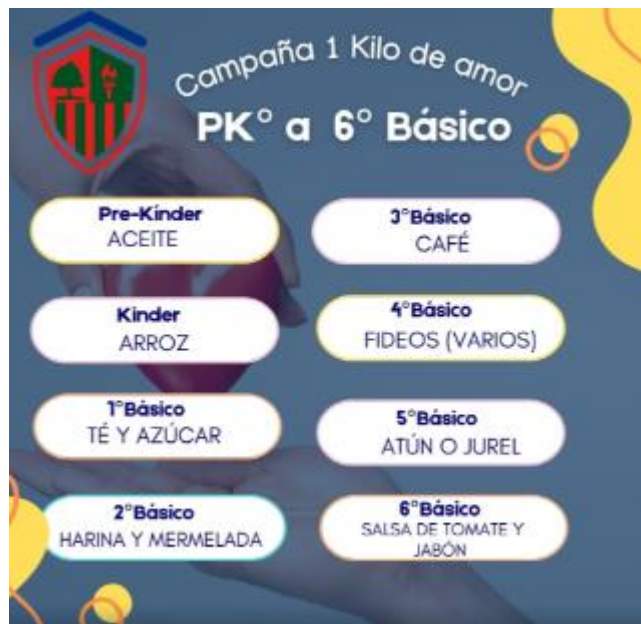 Campaña 1 Kilo de amor
PK° a 6° Básico
Pre-Kínder
ACEITE
Kínder
ARROZ
1°Básico
TÉ Y AZÚCAR
2°Básico
HARINA Y MERMELADA
3°Básico
CAFÉ
4°Básico
FIDEOS (VARIOS)
5°Básico
ATÚN O JUREL
6°Básico
SALSA DE TOMATE Y
JABÓN